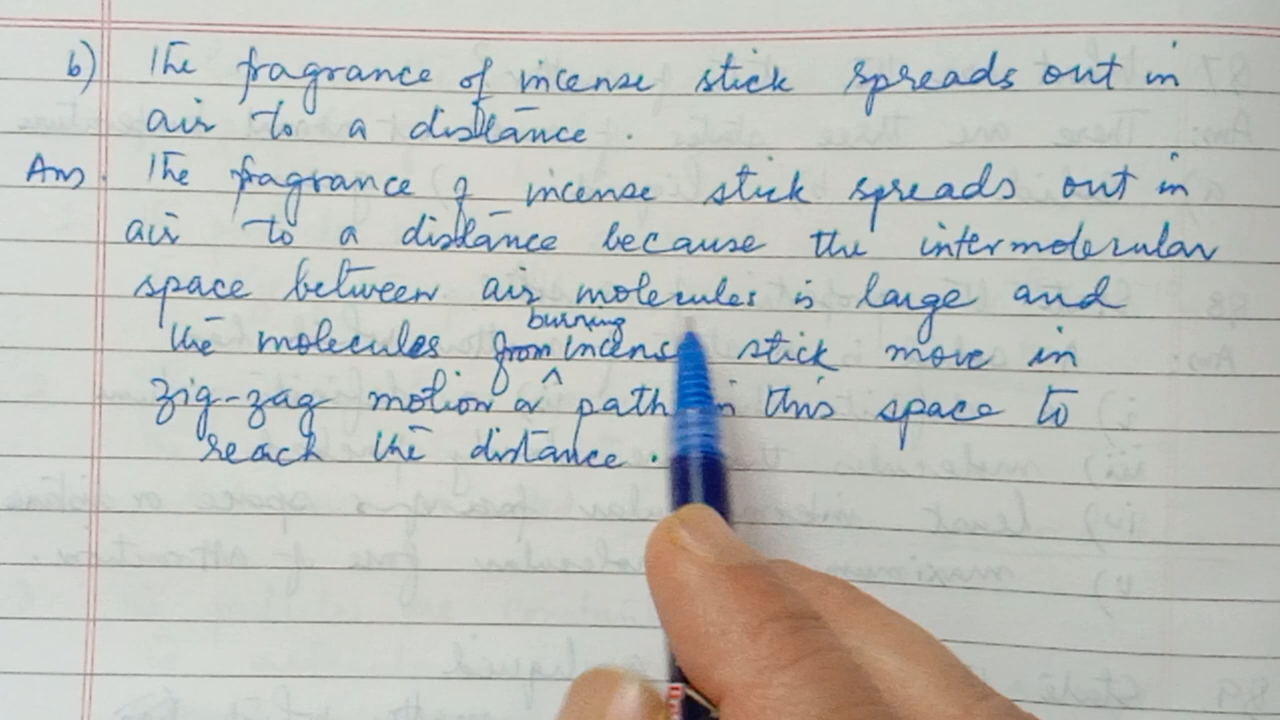 b) The fragrance of incense stick spreads out in
air to a distance.
Ans. The fragrance of incense stick spreads out in
air to a distance because the intermolecular
space between air molecules is large and
burning
the molecules from ^ incense stick move in
zig-zag motion or path in this space to
reach the distance.